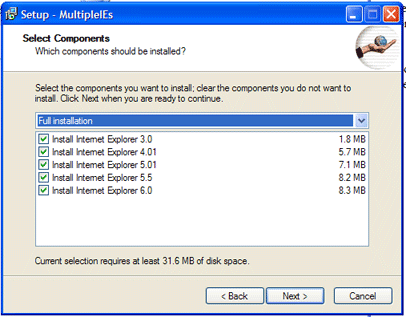 Setup - MultipleIEs
Select Components
Which components should be installed?
Select the components you want to install; clear the components you do not want to
install. Click Next when you are ready to continue.
Full installation
Install Internet Explorer 3.0 1.8 MB
Install Internet Explorer 4.01 5.7 MB
Install Internet Explorer 5.01 7.1 MB
Install Internet Explorer 5.5 8.2 MB
Install Internet Explorer 6.0 8.3 MB
Current selection requires at least 31.6 MB of disk space.
< Back Next > Cancel